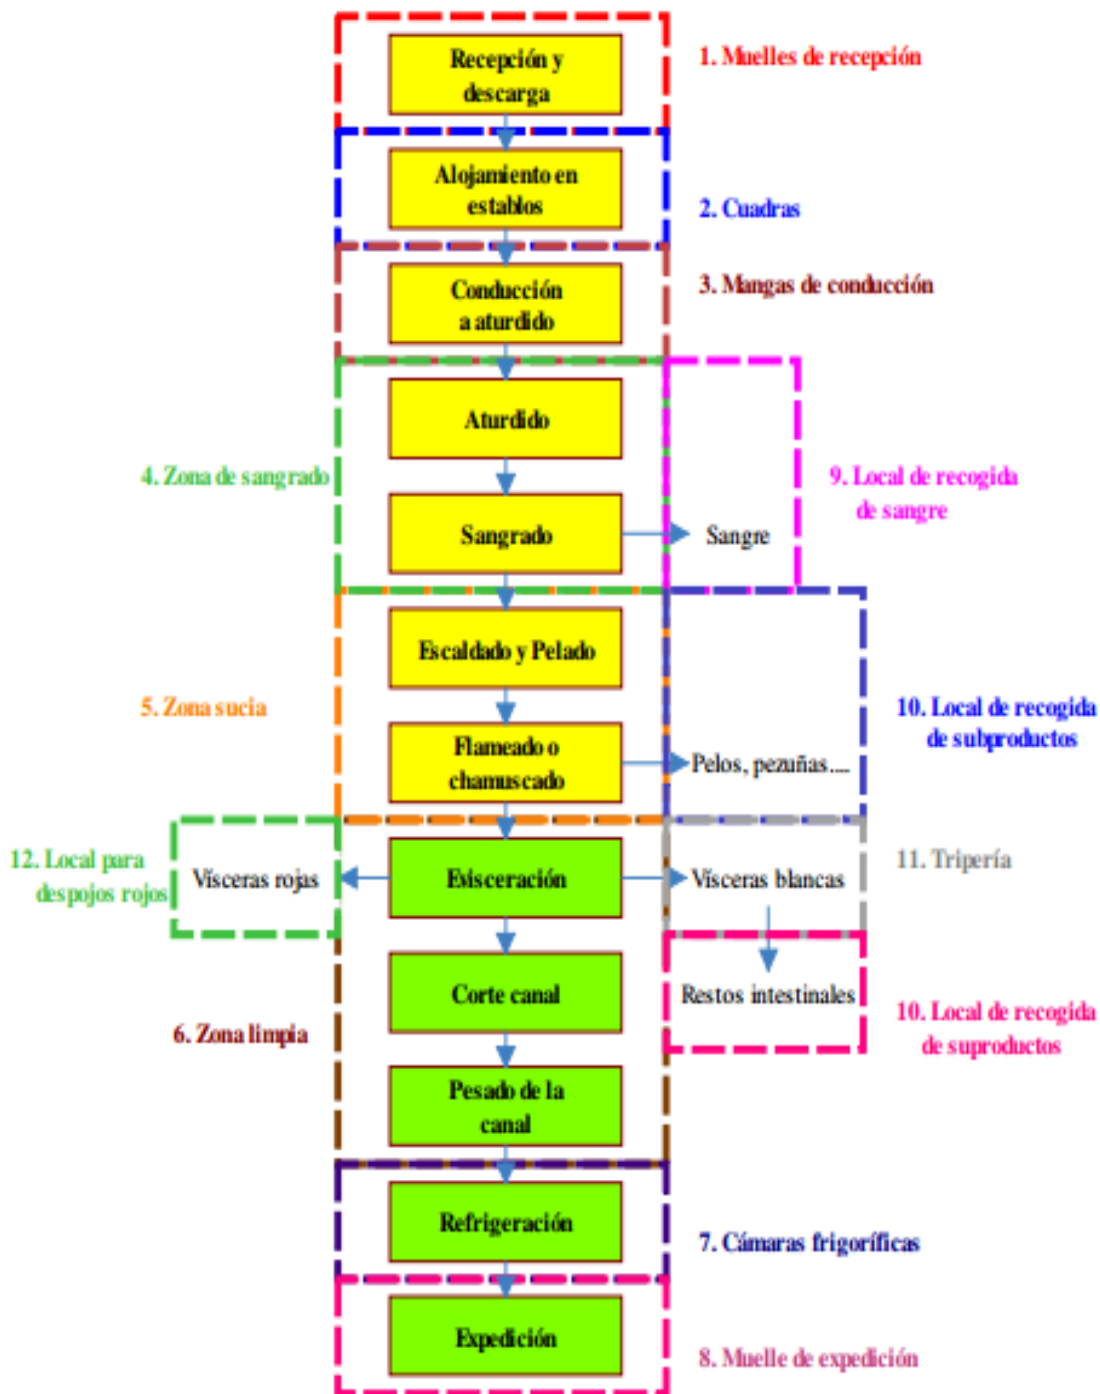 Recepción y
descarga
1. Muelles de recepción
Alojamiento en
establos
2. Cuadras
Conducción
a aturdido
3. Mangas de conducción
Aturdido
4. Zona de sangrado
9. Local de recogida
de sangre
Sangrado
Sangre
Escaldado y Pelado
5. Zona sucia
10. Local de recogida
de subproductos
Flameado o
chamuscado
Pelos, pezuñas....
12. Local para
despojos rojos
Vísceras rojas
Evisceración
Vísceras blancas
11. Tripería
Corte canal
Restos intestinales
10. Local de recogida
de suproductos
6. Zona limpia
Pesado de la
canal
Refrigeración
7. Cámaras frigoríficas
Expedición
8. Muelle de expedición